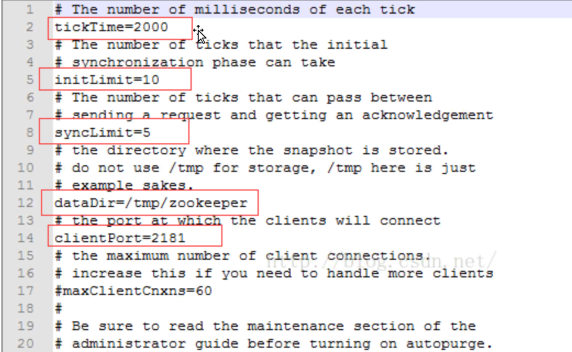 1 # The number of milliseconds of each tick
2 tickTime=2000
3 # The number of ticks that the initial
4 # synchronization phase can take
5 initLimit=10
6 # The number of ticks that can pass between
7 # sending a request and getting an acknowledgement
8 syncLimit=5
9 # the directory where the snapshot is stored.
10 # do not use /tmp for storage, /tmp here is just
11 # example sakes.
12 dataDir=/tmp/zookeeper
13 # the port at which the clients will connect
14 clientPort=2181
15 # the maximum number of client connections.
http://blog.csdn.net/
16 # increase this if you need to handle more clients
17 #maxClientCnxns=60
18 #
19 # Be sure to read the maintenance section of the
20 # administrator guide before turning on autopurge.